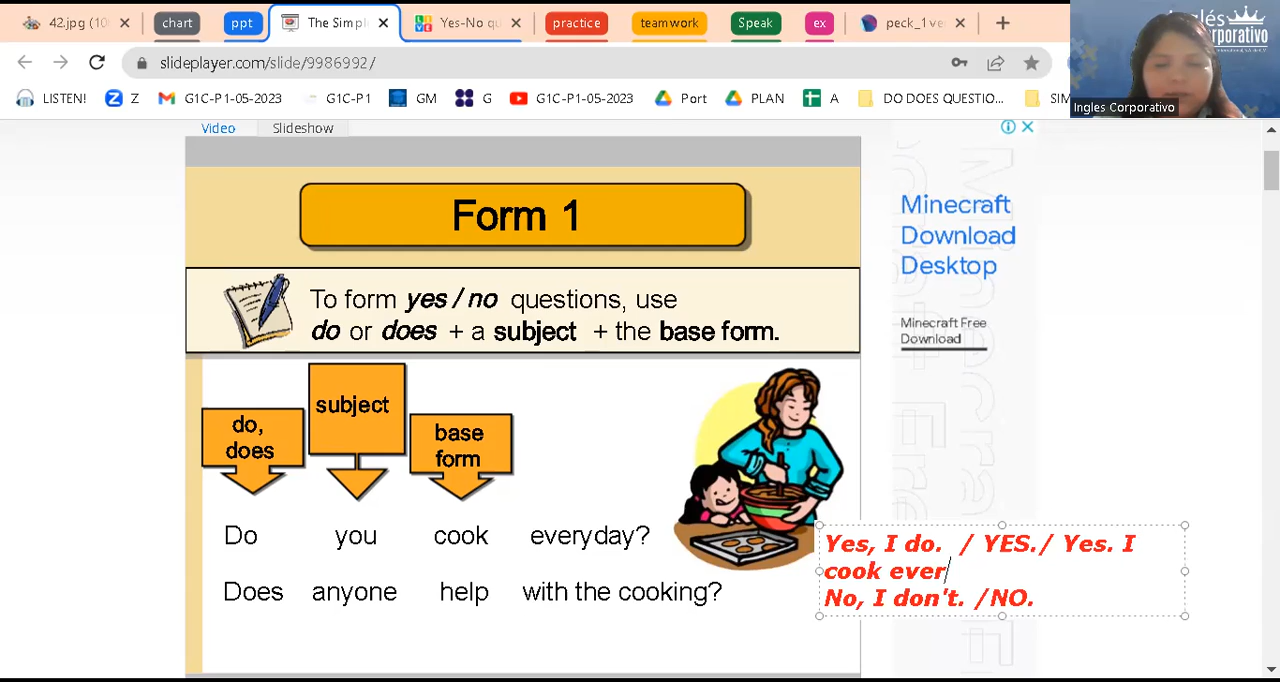 42.jpg (10
chart
ppt
The Simpl
Yes-No qu
practice
teamwork
Speak
ex
peck_1 ve
Inglés
Corporativo
slideplayer.com/slide/9986992/
LISTEN!
Z
G1C-P1-05-2023
G1C-P1
GM
G
G1C-P1-05-2023
Port
PLAN
A
DO DOES QUESTIO...
SIM
Ingles Corporativo
Video
Slideshow
Form 1
To form yes / no questions, use
do or does + a subject + the base form.
do,
does
subject
base
form
Do you cook everyday?
Does anyone help with the cooking?
Yes, I do. / YES./ Yes. I
cook ever
No, I don't. /NO.
Minecraft
Download
Desktop
Minecraft Free
Download